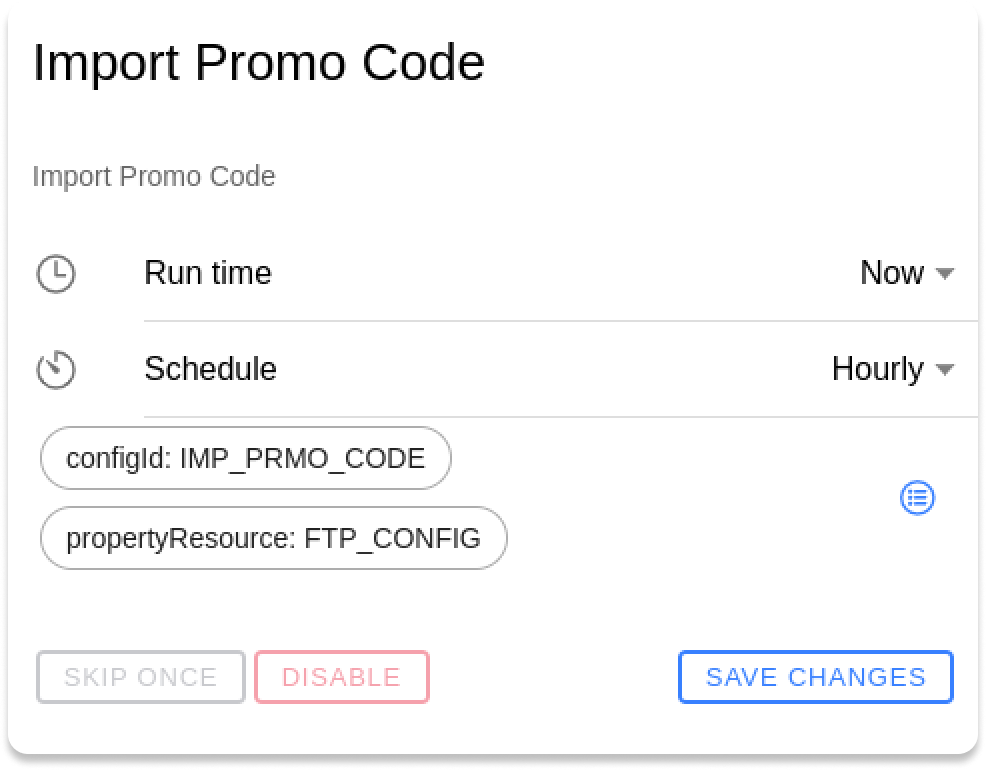 Import Promo Code
Import Promo Code
Run time Now
Schedule Hourly
configId: IMP_PRMO_CODE
propertyResource: FTP_CONFIG
SKIP ONCE DISABLE SAVE CHANGES